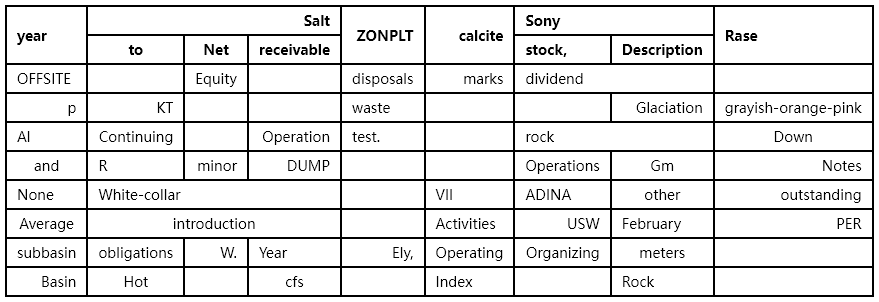 year Salt ZONPLT calcite Sony Rase
to Net receivable stock, Description
OFFSITE Equity disposals marks dividend
p KT waste Glaciation grayish-orange-pink
AI Continuing Operation test. rock Down
and R minor DUMP Operations Gm Notes
None White-collar VII ADINA other outstanding
Average introduction Activities USW February PER
subbasin obligations W. Year Ely, Operating Organizing meters
Basin Hot cfs Index Rock